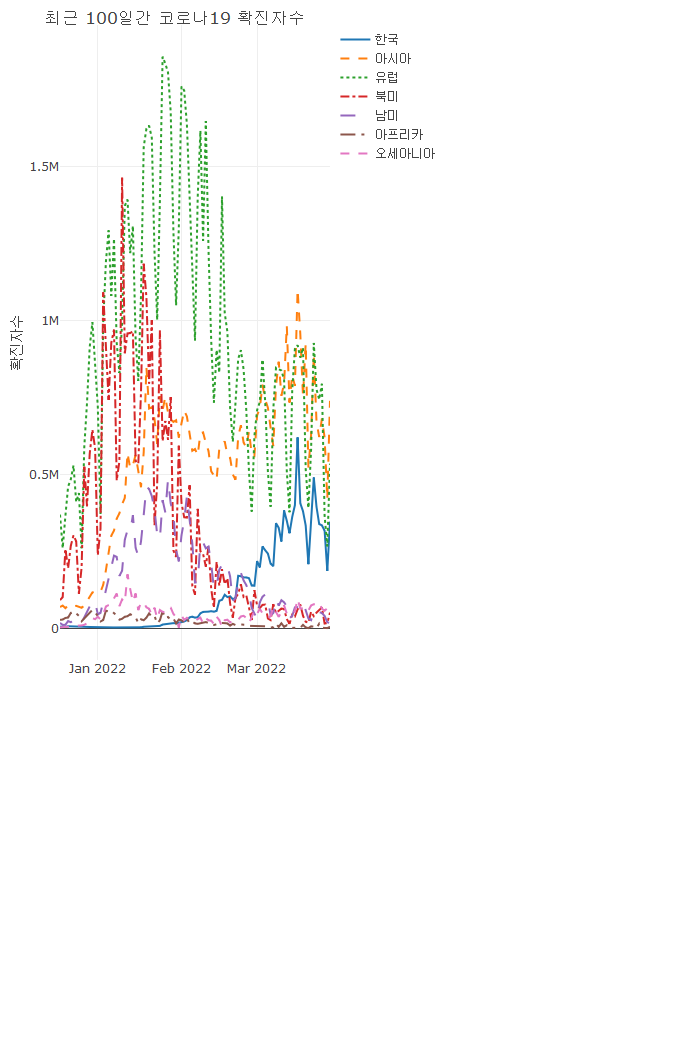 최근 100일간 코로나19 확진자수
한국
아시아
유럽
북미
남미
아프리카
오세아니아
확진자수
1.5M
1M
0.5M
0
Jan 2022
Feb 2022
Mar 2022